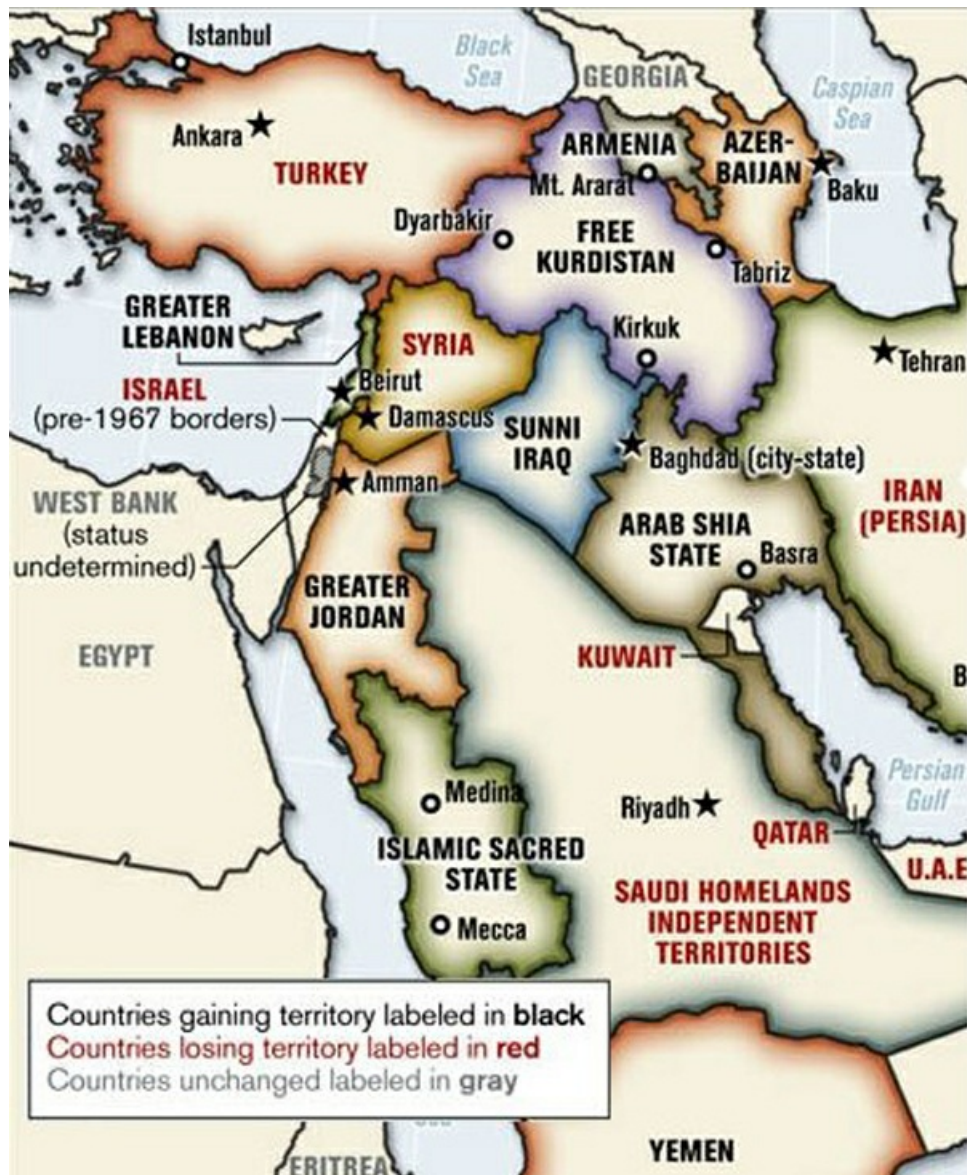 Istanbul
Black
Sea
GEORGIA
Caspian
Sea
Ankara
TURKEY
ARMENIA
AZER-
BAIJAN
Baku
Mt. Ararat
Dyarbakir
FREE
KURDISTAN
Tabriz
GREATER
LEBANON
SYRIA
Kirkuk
Tehran
ISRAEL
(pre-1967 borders)
Beirut
Damascus
SUNNI
IRAQ
Baghdad (city-state)
WEST BANK
(status
undetermined)
Amman
IRAN
(PERSIA)
ARAB SHIA
STATE
Basra
GREATER
JORDAN
EGYPT
KUWAIT
B
Persian
Gulf
Medina
Riyadh
QATAR
ISLAMIC SACRED
STATE
U.A.E
SAUDI HOMELANDS
INDEPENDENT
TERRITORIES
Mecca
Countries gaining territory labeled in black
Countries losing territory labeled in red
Countries unchanged labeled in gray
YEMEN
ERITREA